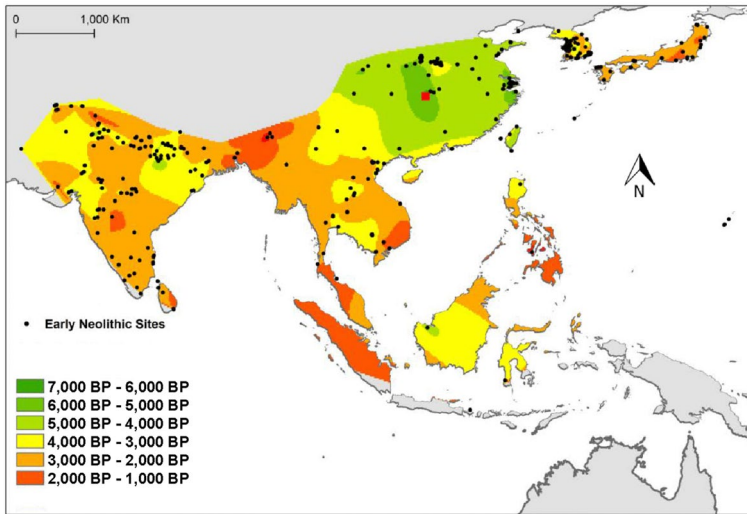 0 1,000 Km
N
Early Neolithic Sites
7,000 BP - 6,000 BP
6,000 BP - 5,000 BP
5,000 BP - 4,000 BP
4,000 BP - 3,000 BP
3,000 BP - 2,000 BP
2,000 BP - 1,000 BP